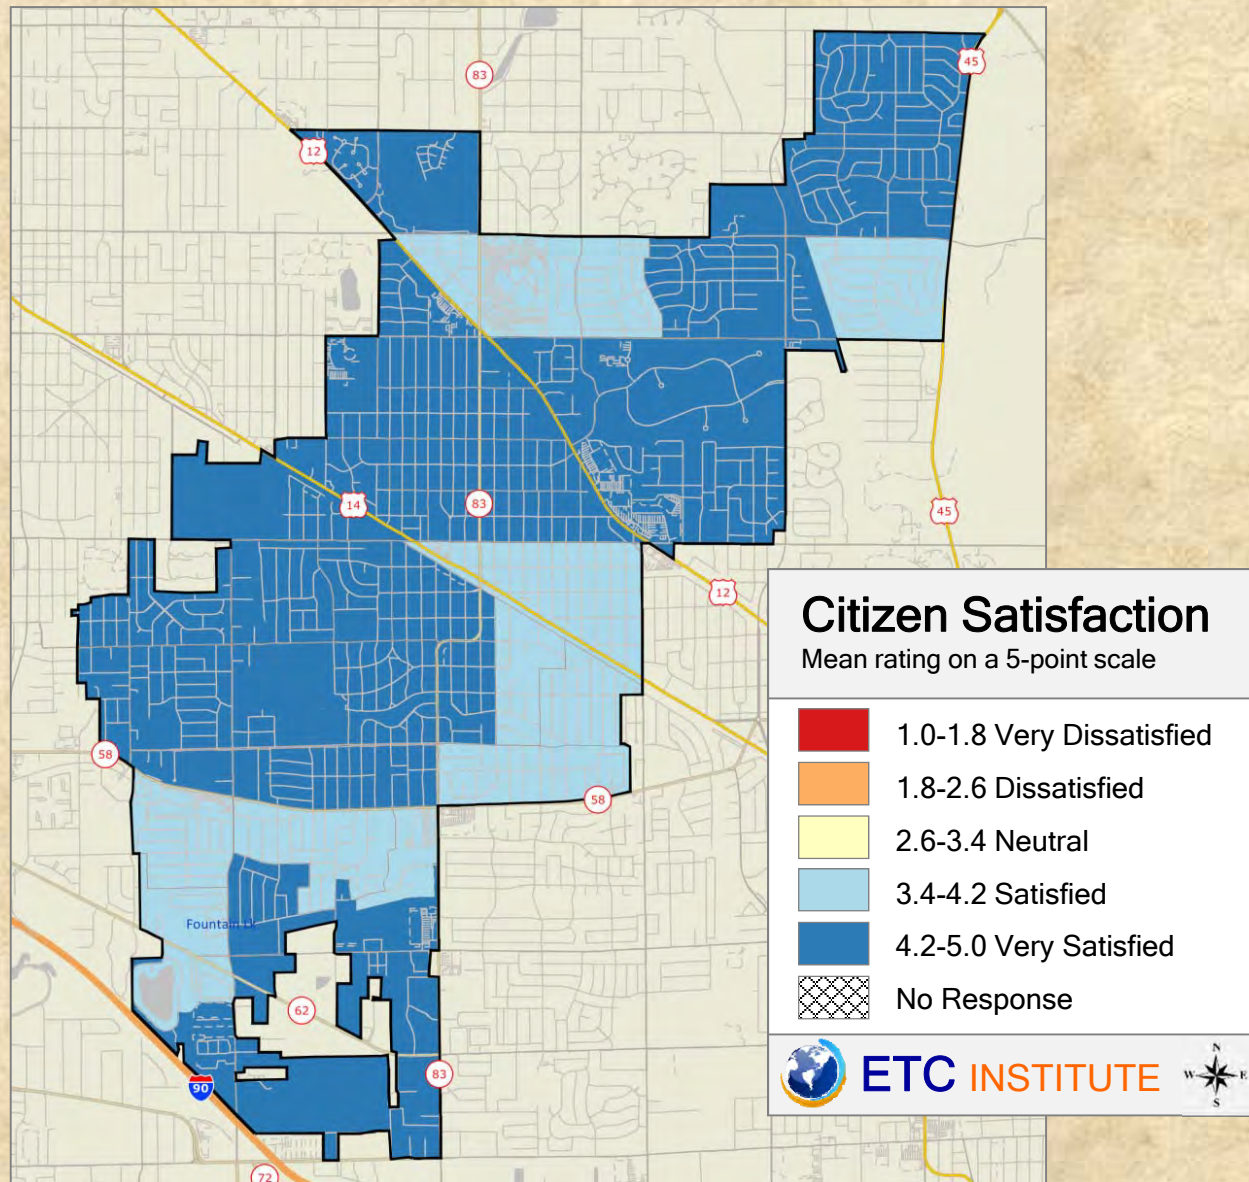 83
45
12
14
83
45
12
58
58
Fountain Lk
62
83
90
72
Citizen Satisfaction
Mean rating on a 5-point scale
1.0-1.8 Very Dissatisfied
1.8-2.6 Dissatisfied
2.6-3.4 Neutral
3.4-4.2 Satisfied
4.2-5.0 Very Satisfied
No Response
ETC INSTITUTE
N
W E
S